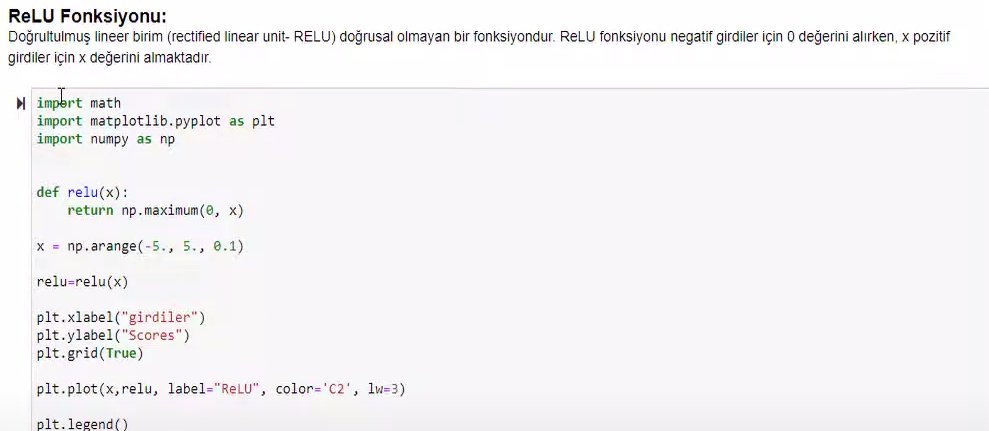 ReLU Fonksiyonu:
Doğrultulmuş lineer birim (rectified linear unit- RELU) doğrusal olmayan bir fonksiyondur. ReLU fonksiyonu negatif girdiler için 0 değerini alırken, x pozitif
girdiler için x değerini almaktadır.
import math
import matplotlib.pyplot as plt
import numpy as np
def relu(x):
    return np.maximum(0, x)
x = np.arange(-5., 5., 0.1)
relu=relu(x)
plt.xlabel("girdiler")
plt.ylabel("Scores")
plt.grid(True)
plt.plot(x,relu, label="ReLU", color='C2', lw=3)
plt.legend()